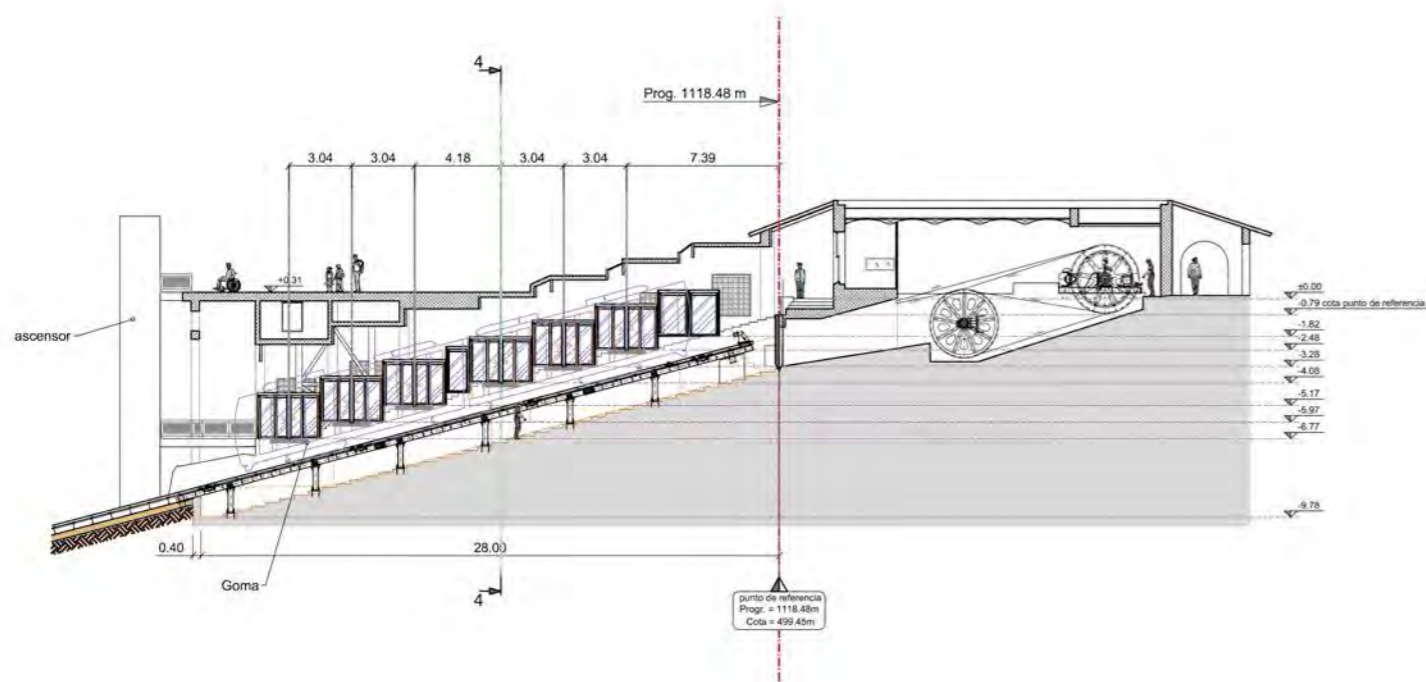 4
Prog. 1118.48 m
3.04
3.04
4.18
3.04
3.04
7.39
+0.31
ascensor
±0.00
-0.79 cota punto de referencia
-1.82
-2.48
-3.28
-4.08
-5.17
-5.97
-6.77
-9.78
0.40
28.00
Goma
4
punto de referencia
Progr. = 1118.48m
Cota = 499.45m